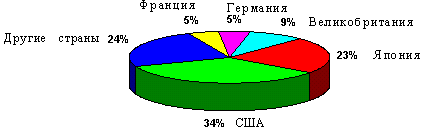 Франция Германия
5% 5% 9% Великобритания
Другие страны 24%
23% Япония
34% США